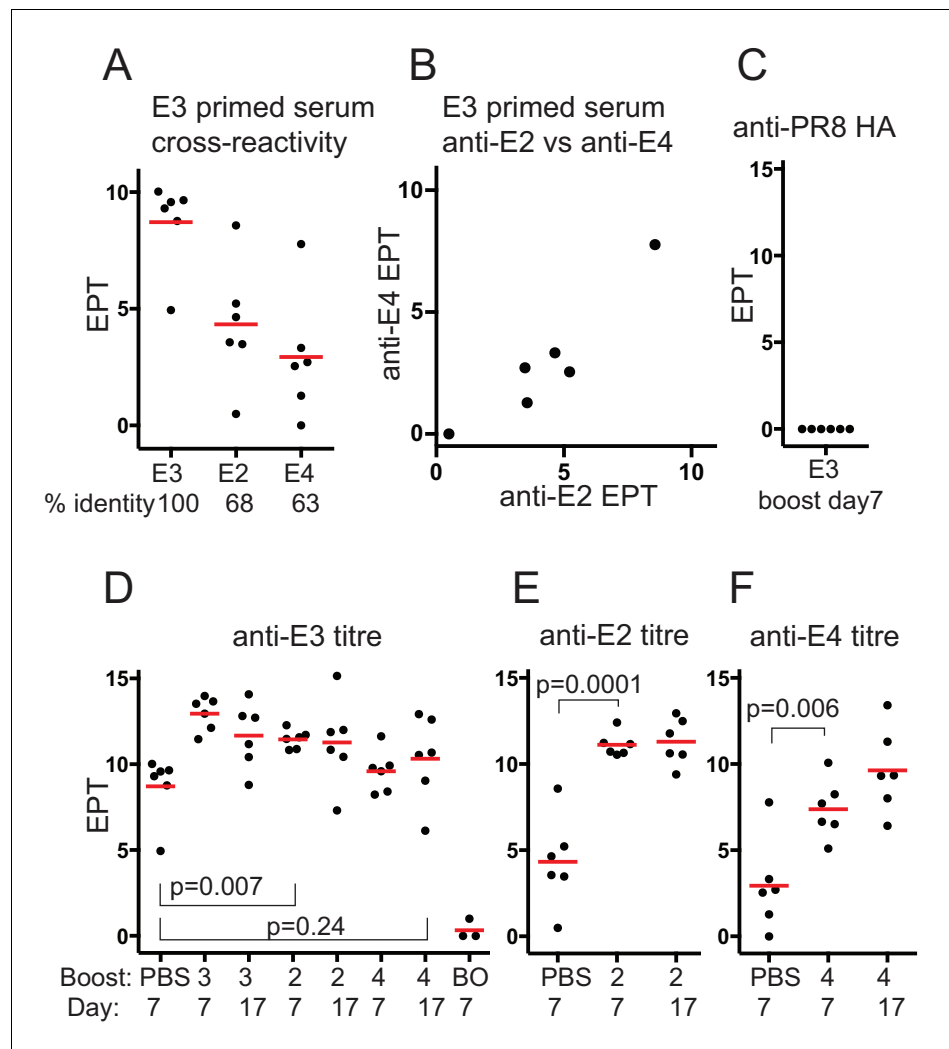 A
E3 primed serum
cross-reactivity
EPT
10
5
0
E3 E2 E4
% identity 100 68 63
B
E3 primed serum
anti-E2 vs anti-E4
anti-E4 EPT
10
5
0
0 5 10
anti-E2 EPT
C
anti-PR8 HA
EPT
15
10
5
0
E3
boost day7
D
anti-E3 titre
EPT
15
10
5
0
p=0.007
p=0.24
Boost: PBS 3 3 2 2 4 4 BO
Day: 7 7 17 7 17 7 17 7
E
anti-E2 titre
15
10
5
0
p=0.0001
PBS 2 2
7 7 17
F
anti-E4 titre
15
10
5
0
p=0.006
PBS 4 4
7 7 17